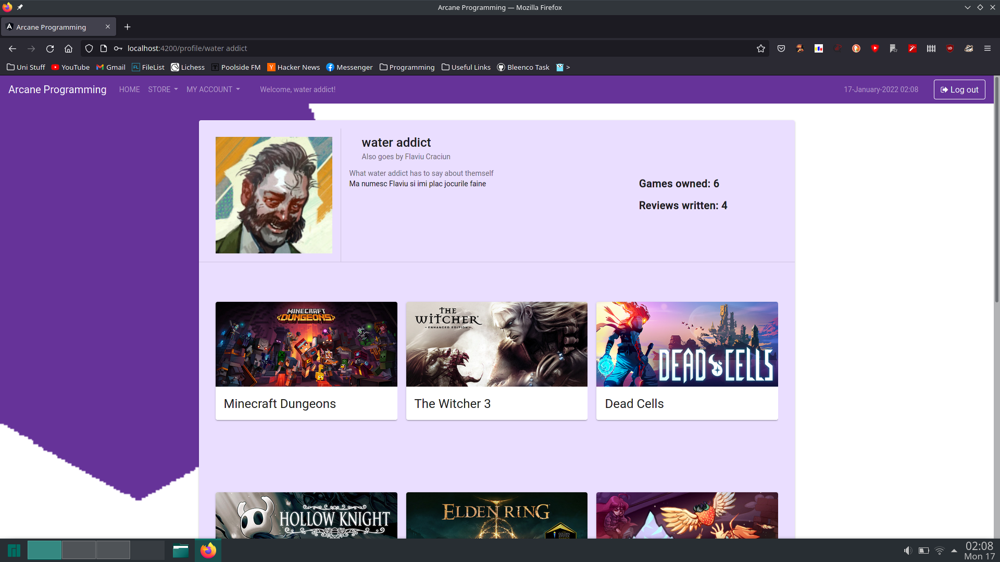 Arcane Programming — Mozilla Firefox
Arcane Programming
localhost:4200/profile/water addict
Uni Stuff YouTube Gmail FL FileList Lichess Poolside FM Y Hacker News Messenger Programming Useful Links Bleenco Task >
Arcane Programming HOME STORE MY ACCOUNT Welcome, water addict! 17-January-2022 02:08 Log out
water addict
Also goes by Flaviu Craciun
What water addict has to say about themself
Ma numesc Flaviu si imi plac jocurile faine
Games owned: 6
Reviews written: 4
MINECRAFT
DUNGEONS
THE
WITCHER
ENHANCED EDITION
DEAD CELLS
Minecraft Dungeons
The Witcher 3
Dead Cells
HOLLOW KNIGHT
ELDEN RING
GOLDEN
JOYSTICK
02:08
Mon 17